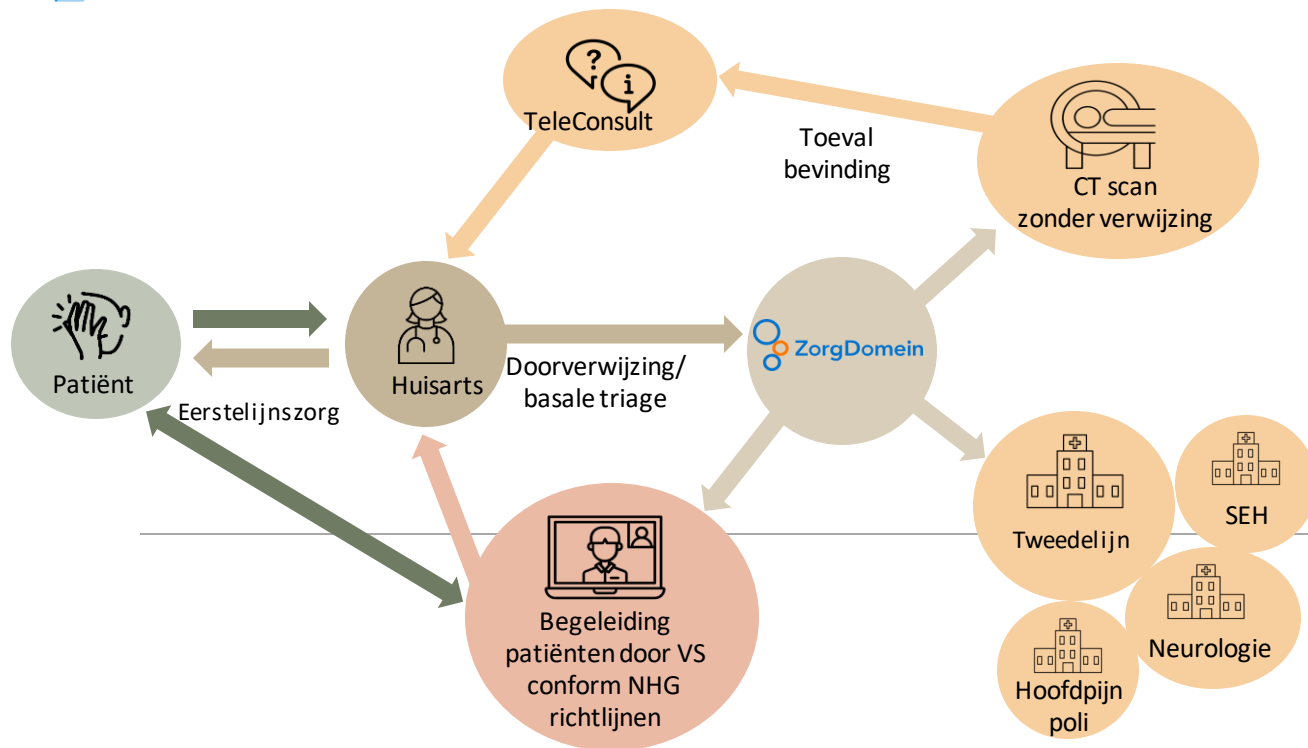 ?
i
TeleConsult
Toeval
bevinding
CT scan
zonder verwijzing
Patiënt
Eerstelijnszorg
Huisarts
Doorverwijzing/
basale triage
ZorgDomein
Tweedelijn
SEH
Neurologie
Hoofdpijn
poli
Begeleiding
patiënten door VS
conform NHG
richtlijnen